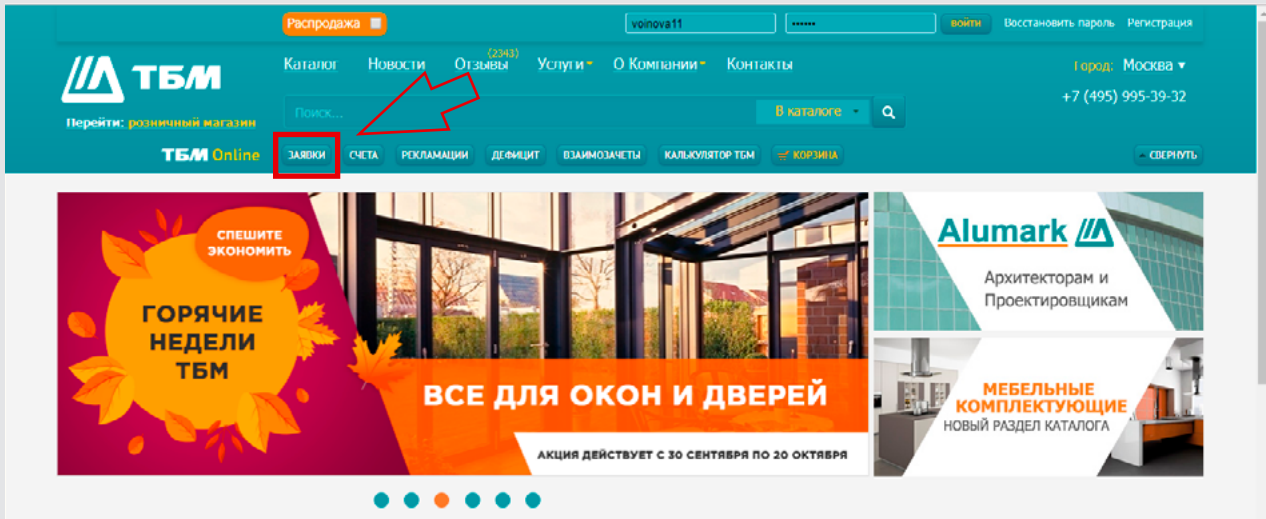 Распродажа
voinova11
••••••
ВОЙТИ
Восстановить пароль
Регистрация
ТБМ
Каталог
Новости
Отзывы (2343)
Услуги
О Компании
Контакты
Город: Москва
+7 (495) 995-39-32
Перейти: розничный магазин
Поиск...
В каталоге
ТБМ Online
ЗАЯВКИ
СЧЕТА
РЕКЛАМАЦИИ
ДЕФИЦИТ
ВЗАИМОЗАЧЕТЫ
КАЛЬКУЛЯТОР ТБМ
КОРЗИНА
СВЕРНУТЬ
СПЕШИТЕ
ЭКОНОМИТЬ
ГОРЯЧИЕ
НЕДЕЛИ
ТБМ
ВСЕ ДЛЯ ОКОН И ДВЕРЕЙ
АКЦИЯ ДЕЙСТВУЕТ С 30 СЕНТЯБРЯ ПО 20 ОКТЯБРЯ
Alumark
Архитекторам и
Проектировщикам
МЕБЕЛЬНЫЕ
КОМПЛЕКТУЮЩИЕ
НОВЫЙ РАЗДЕЛ КАТАЛОГА